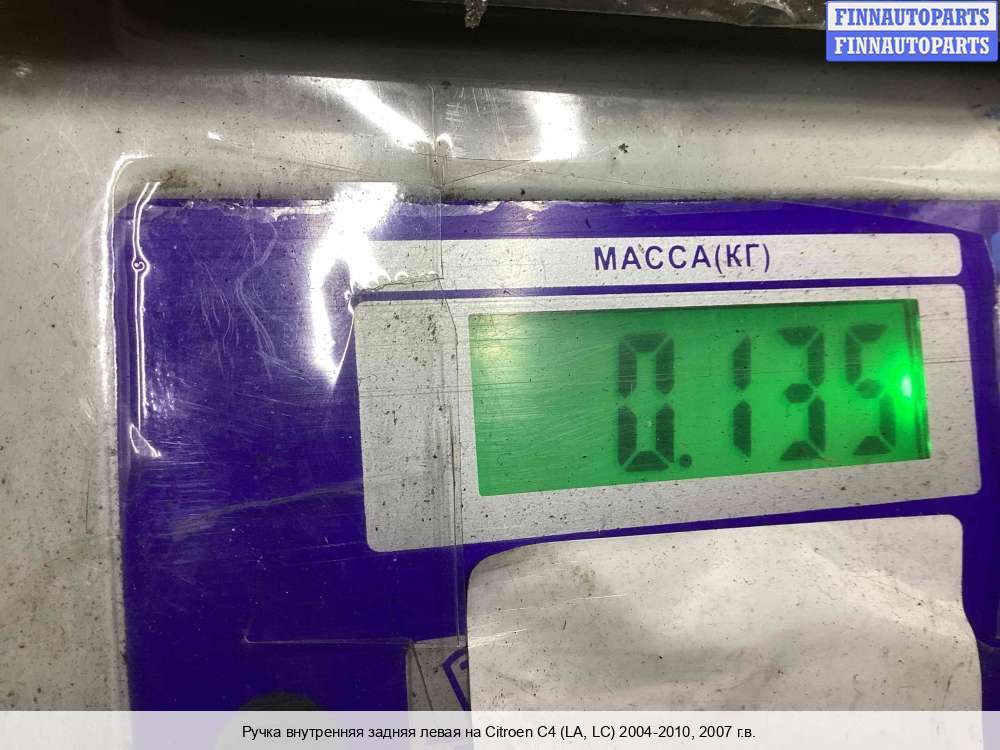 FINNAUTOPARTS
FINNAUTOPARTS
МАССА(КГ)
0.135
Ручка внутренняя задняя левая на Citroen C4 (LA, LC) 2004-2010, 2007 г.в.